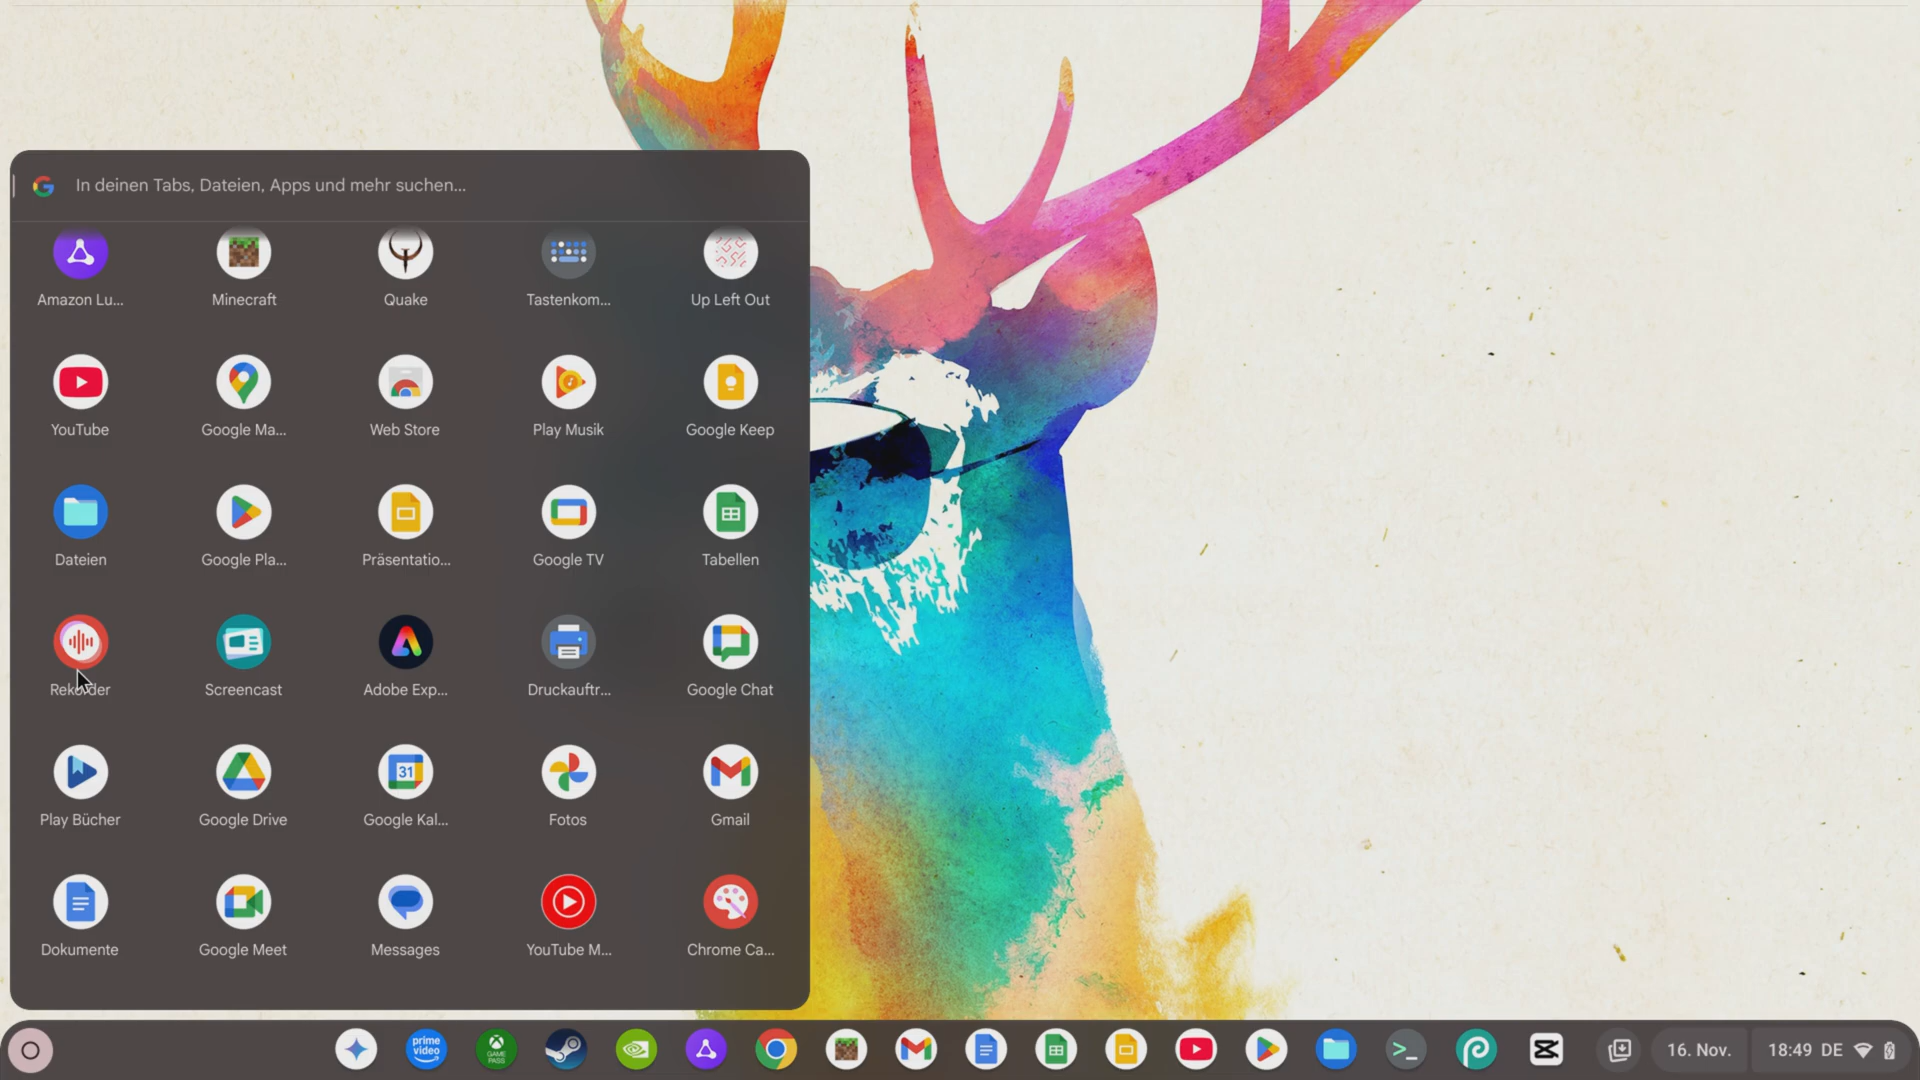 In deinen Tabs, Dateien, Apps und mehr suchen...
Amazon Lu...
Minecraft
Quake
Tastenkom...
Up Left Out
YouTube
Google Ma...
Web Store
Play Musik
Google Keep
Dateien
Google Pla...
Präsentatio...
Google TV
Tabellen
Rekorder
Screencast
Adobe Exp...
Druckauftr...
Google Chat
Play Bücher
Google Drive
31
Google Kal...
Fotos
Gmail
Dokumente
Google Meet
Messages
YouTube M...
Chrome Ca...
prime
video
GAME
PASS
16. Nov.
18:49 DE